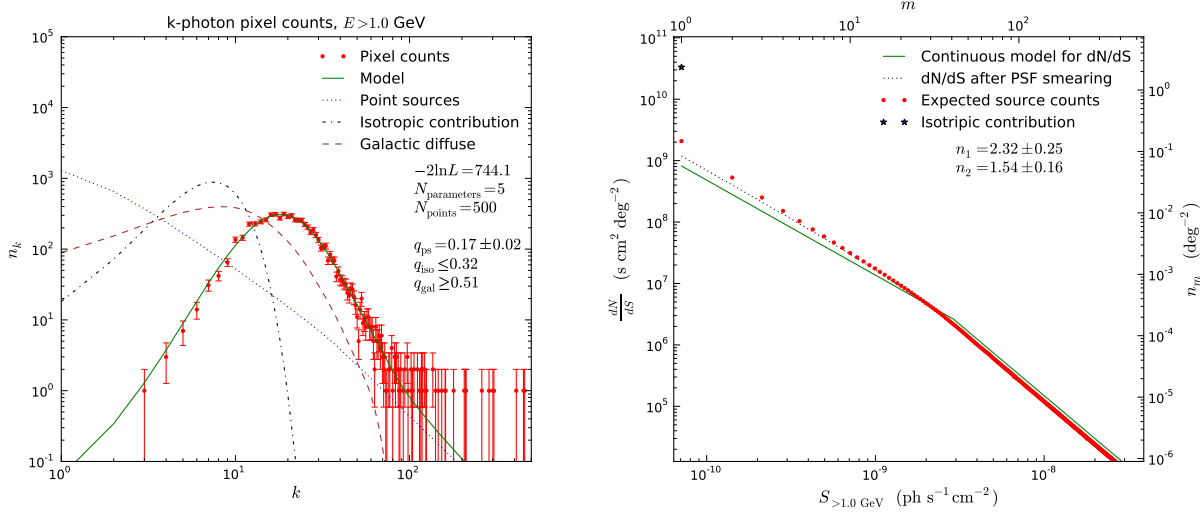 k-photon pixel counts, E > 1.0 GeV
10^5
10^4
10^3
10^2
10^1
10^0
10^-1
n_k
Pixel counts
Model
Point sources
Isotropic contribution
Galactic diffuse
−2lnL = 744.1
N_parameters = 5
N_points = 500
q_ps = 0.17 ± 0.02
q_iso ≤ 0.32
q_gal ≥ 0.51
10^0 10^1 10^2
k
m
10^0 10^1 10^2
10^11
10^10
10^9
10^8
10^7
10^6
10^5
dN/dS (s cm^2 deg^-2)
Continuous model for dN/dS
dN/dS after PSF smearing
Expected source counts
Isotripic contribution
n_1 = 2.32 ± 0.25
n_2 = 1.54 ± 0.16
10^0
10^-1
10^-2
10^-3
10^-4
10^-5
10^-6
n_m (deg^-2)
10^-10 10^-9 10^-8
S_>1.0 GeV (ph s^-1 cm^-2)